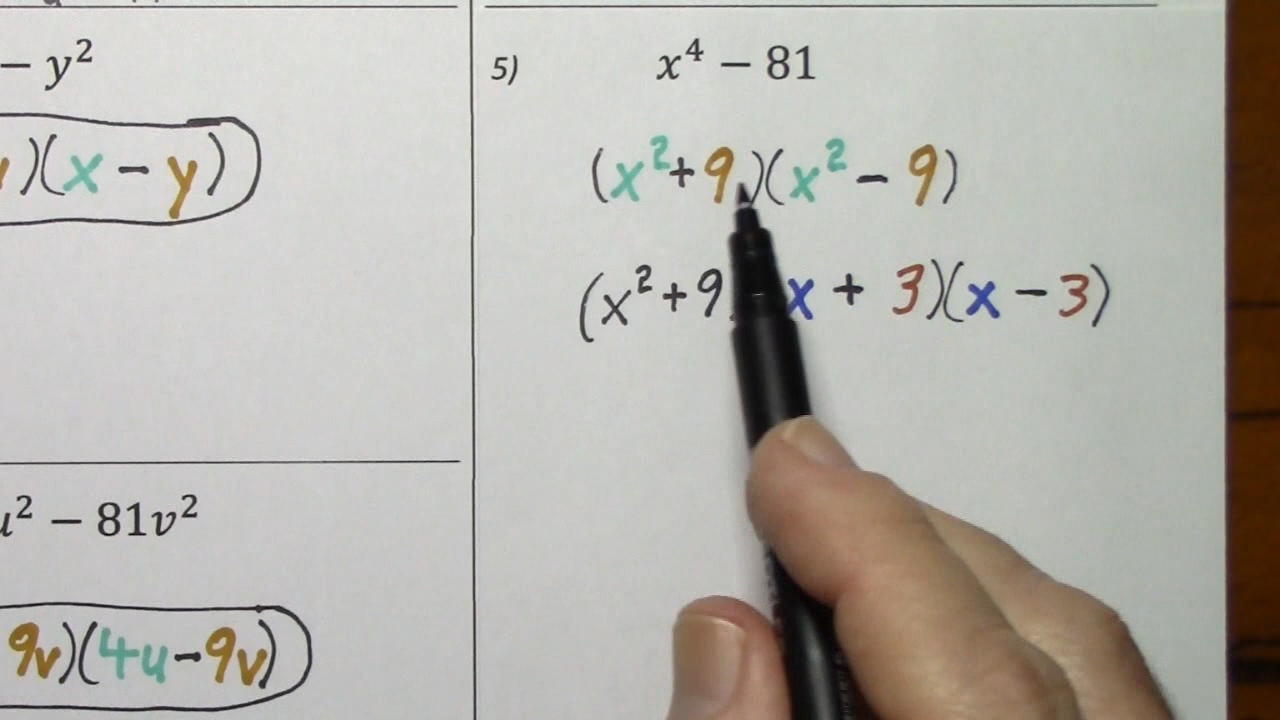 − y²
)(x − y)
u² − 81v²
9v)(4u−9v)
5) x⁴ − 81
(x²+9)(x² − 9)
(x²+9 x + 3)(x − 3)